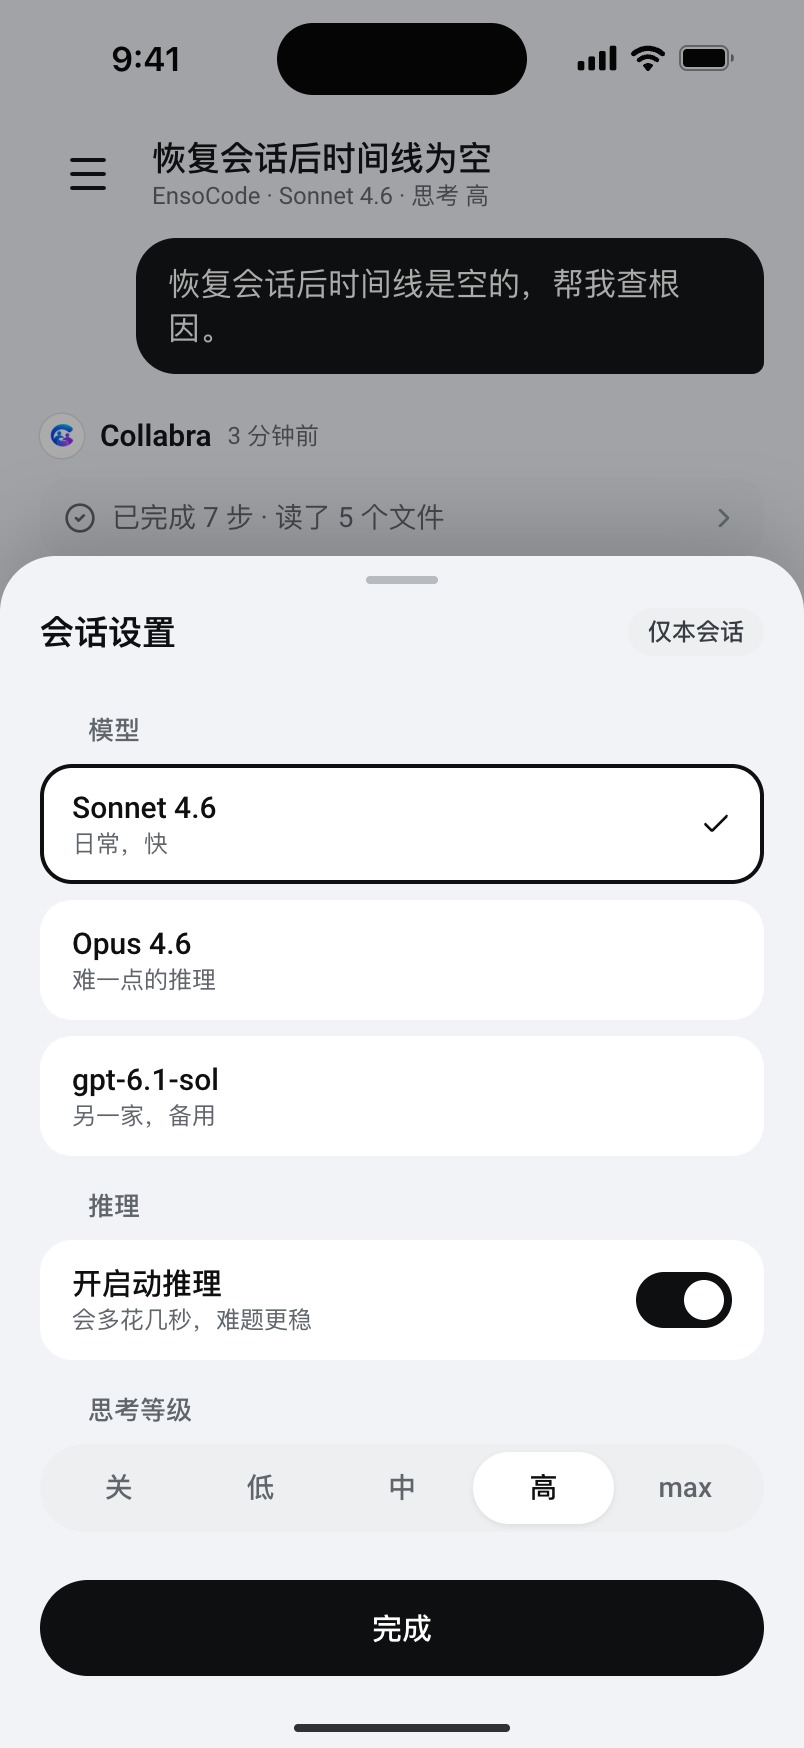 9:41
恢复会话后时间线为空
EnsoCode · Sonnet 4.6 · 思考 高
恢复会话后时间线是空的，帮我查根
因。
Collabra 3 分钟前
已完成 7 步 · 读了 5 个文件
会话设置
仅本会话
模型
Sonnet 4.6
日常，快
Opus 4.6
难一点的推理
gpt-6.1-sol
另一家，备用
推理
开启动推理
会多花几秒，难题更稳
思考等级
关 低 中 高 max
完成